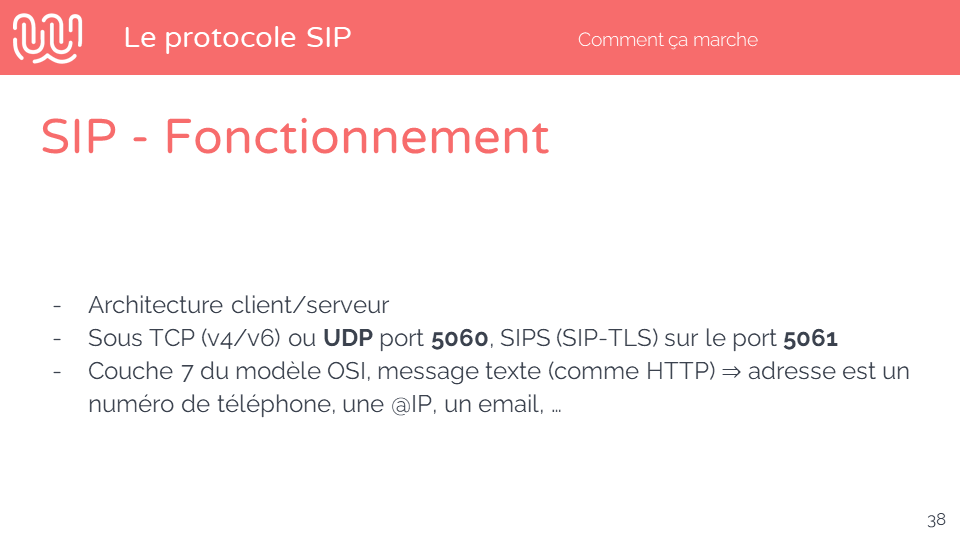 Le protocole SIP
Comment ça marche
SIP - Fonctionnement
- Architecture client/serveur
- Sous TCP (v4/v6) ou UDP port 5060, SIPS (SIP-TLS) sur le port 5061
- Couche 7 du modèle OSI, message texte (comme HTTP) ⇒ adresse est un
numéro de téléphone, une @IP, un email, ...
38